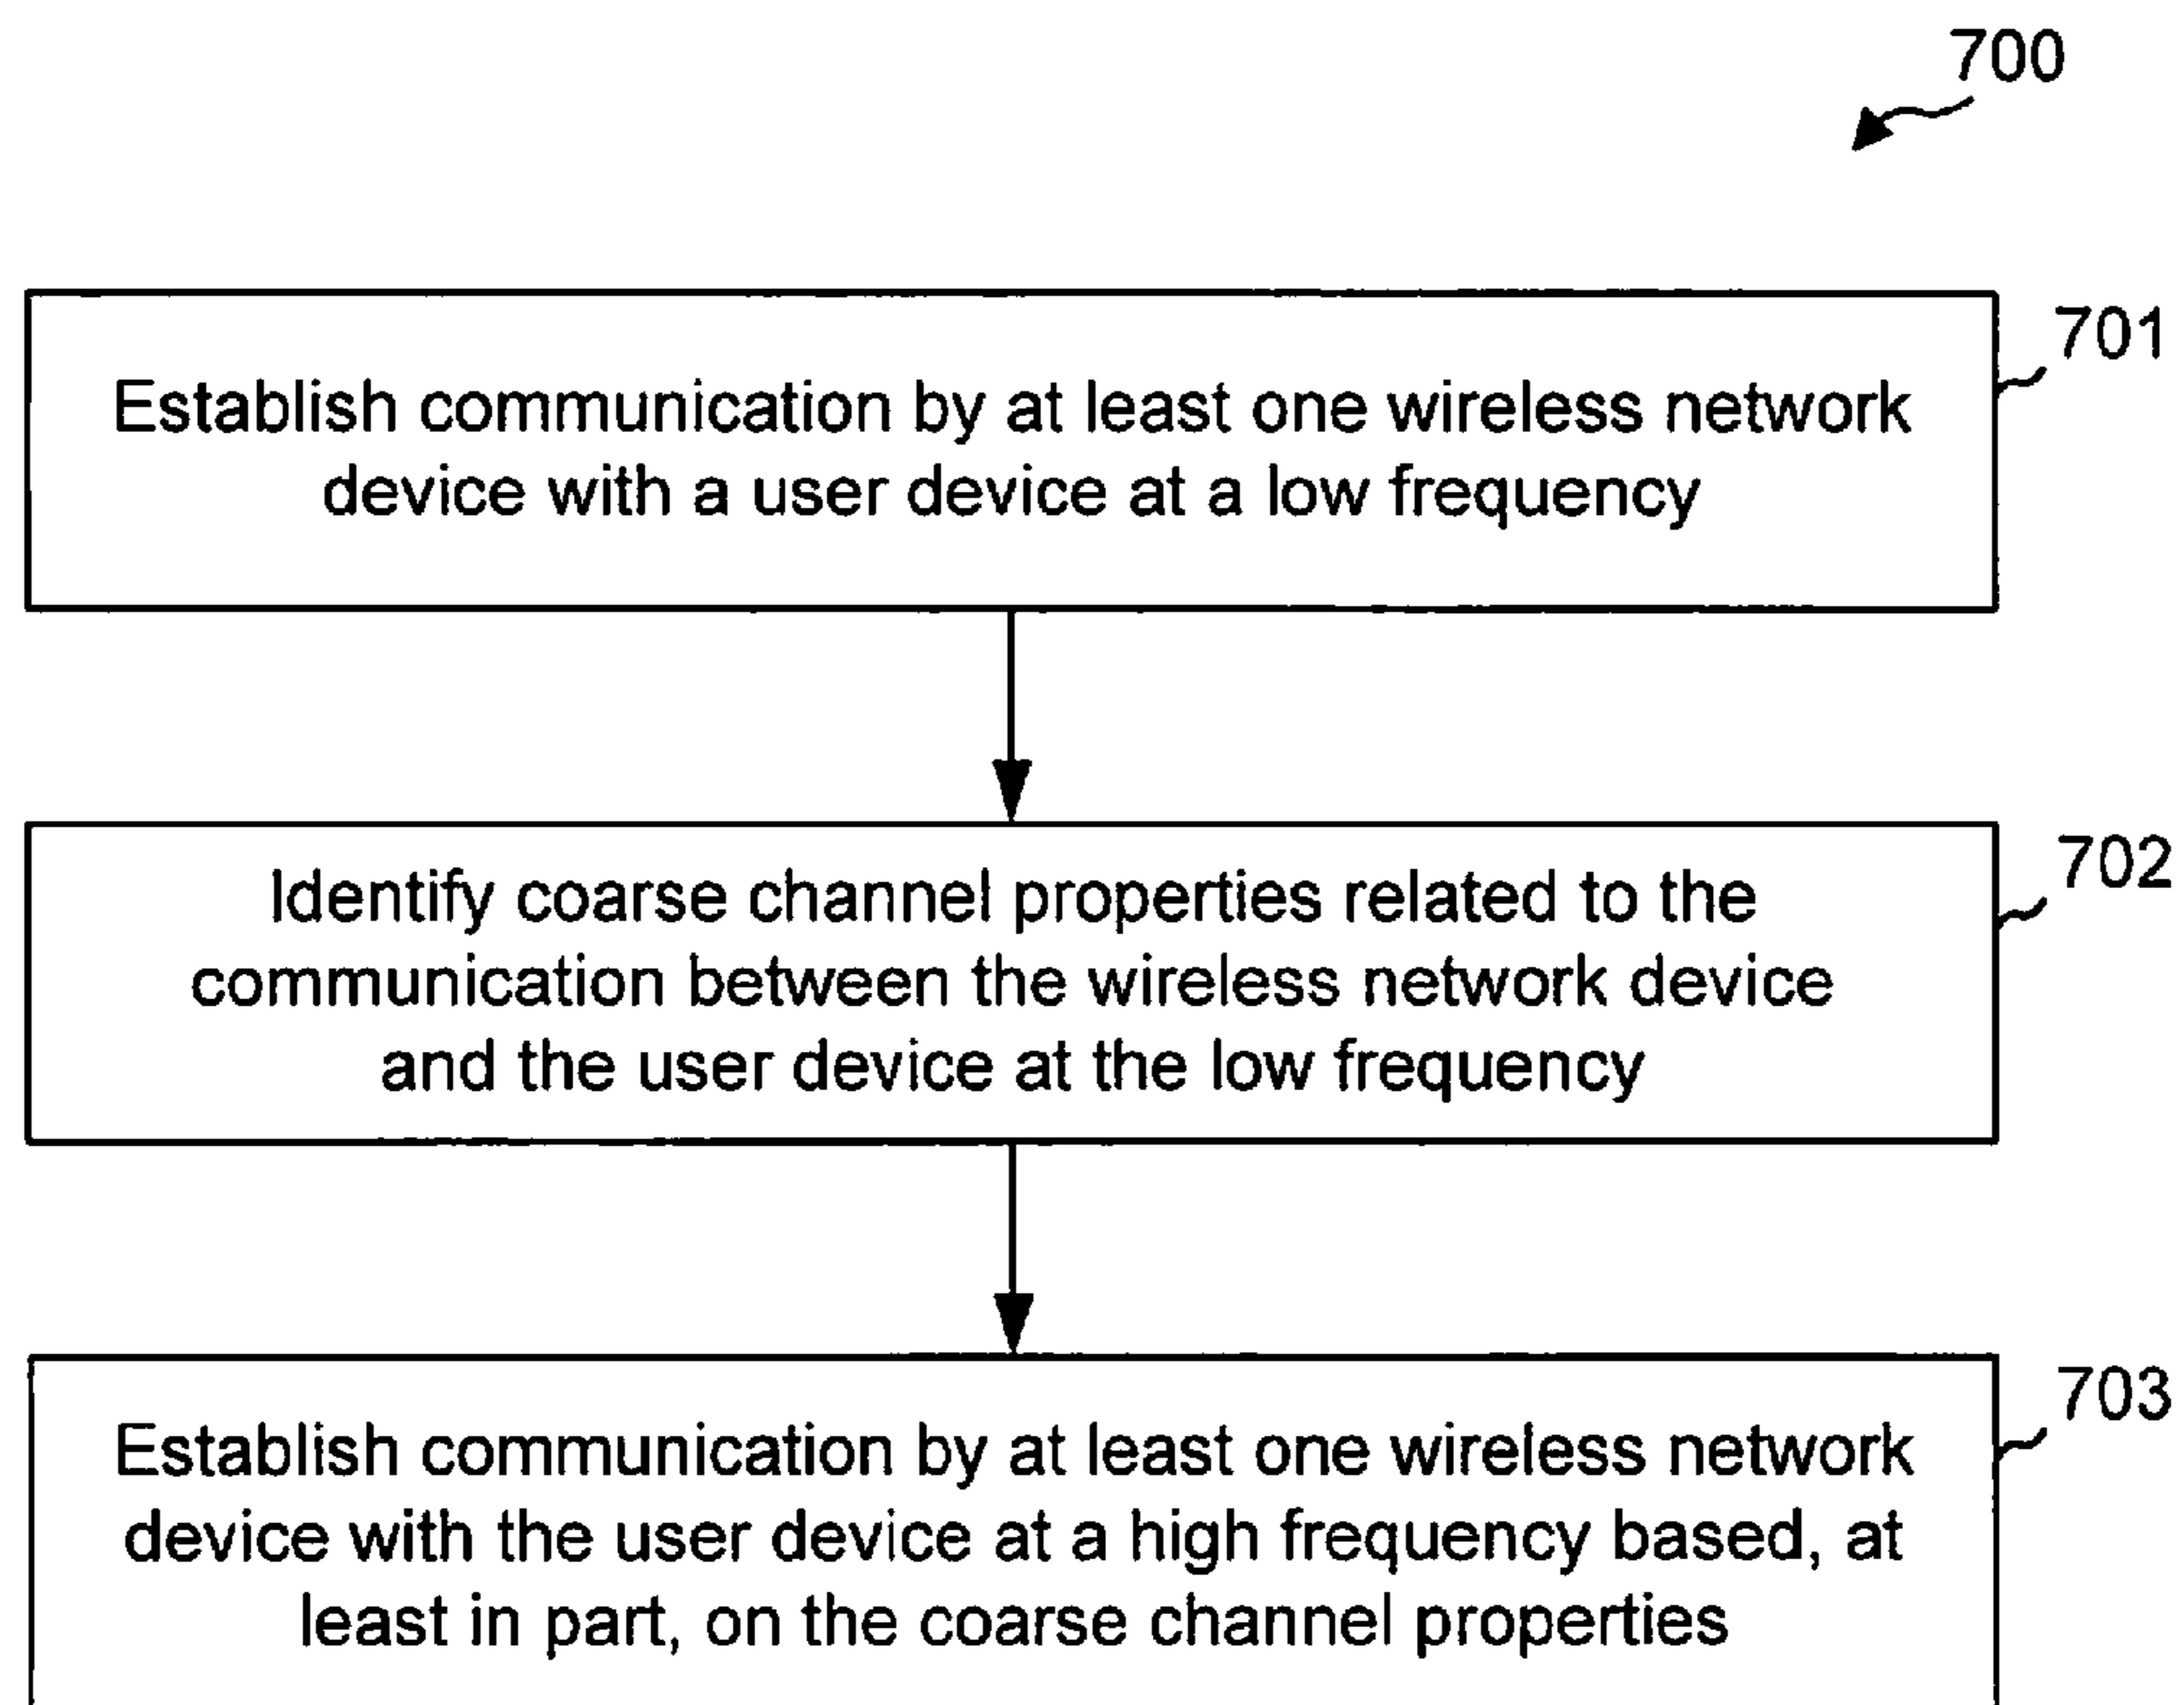 700
701
Establish communication by at least one wireless network
device with a user device at a low frequency
702
Identify coarse channel properties related to the
communication between the wireless network device
and the user device at the low frequency
703
Establish communication by at least one wireless network
device with the user device at a high frequency based, at
least in part, on the coarse channel properties